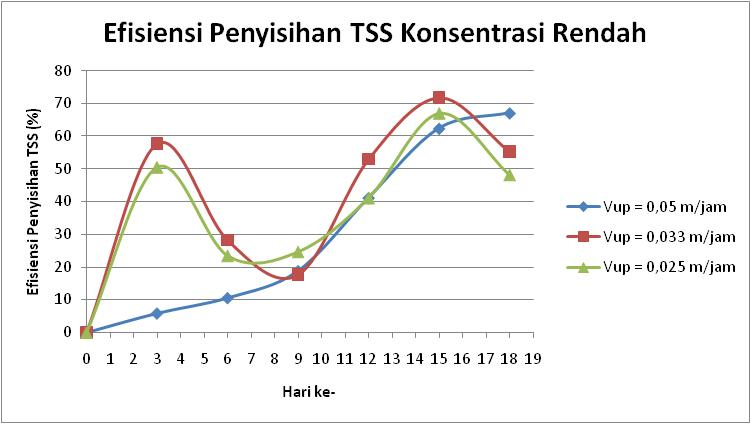 Efisiensi Penyisihan TSS Konsentrasi Rendah
Efisiensi Penyisihan TSS (%)
80
70
60
50
40
30
20
10
0
0 1 2 3 4 5 6 7 8 9 10 11 12 13 14 15 16 17 18 19
Hari ke-
Vup = 0,05 m/jam
Vup = 0,033 m/jam
Vup = 0,025 m/jam